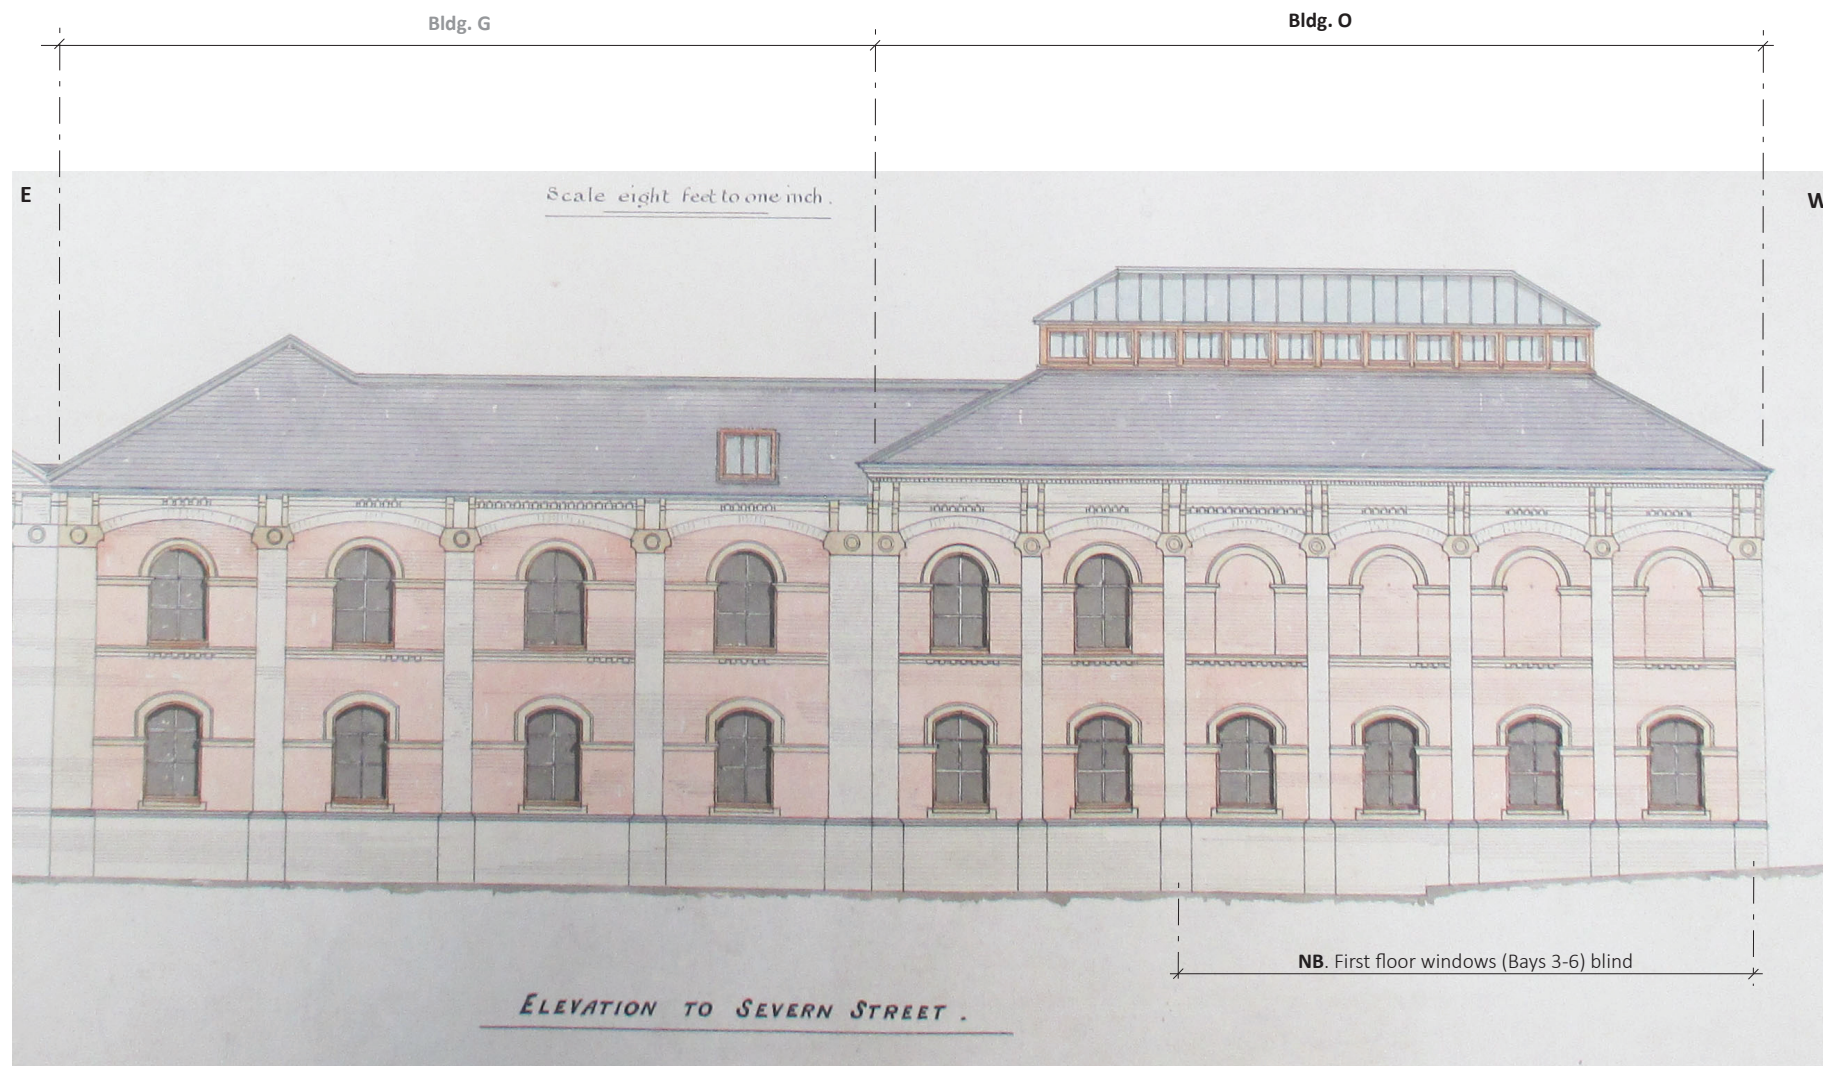 Bldg. G
Bldg. O
E
W
Scale eight feet to one inch.
NB. First floor windows (Bays 3-6) blind
ELEVATION TO SEVERN STREET.